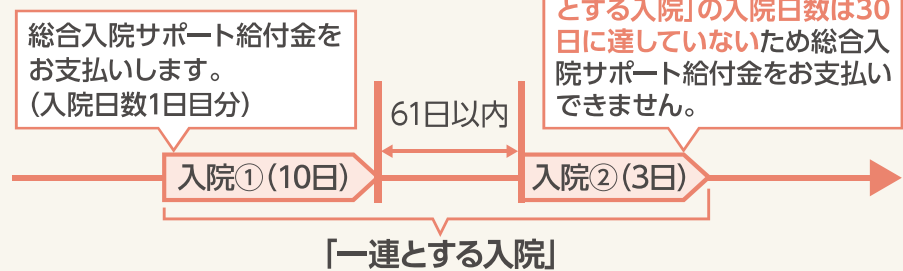 総合入院サポート給付金を
お支払いします。
(入院日数1日目分)
とする入院」の入院日数は30
日に達していないため総合入
院サポート給付金をお支払い
できません。
61日以内
入院①(10日)
入院②(3日)
「一連とする入院」